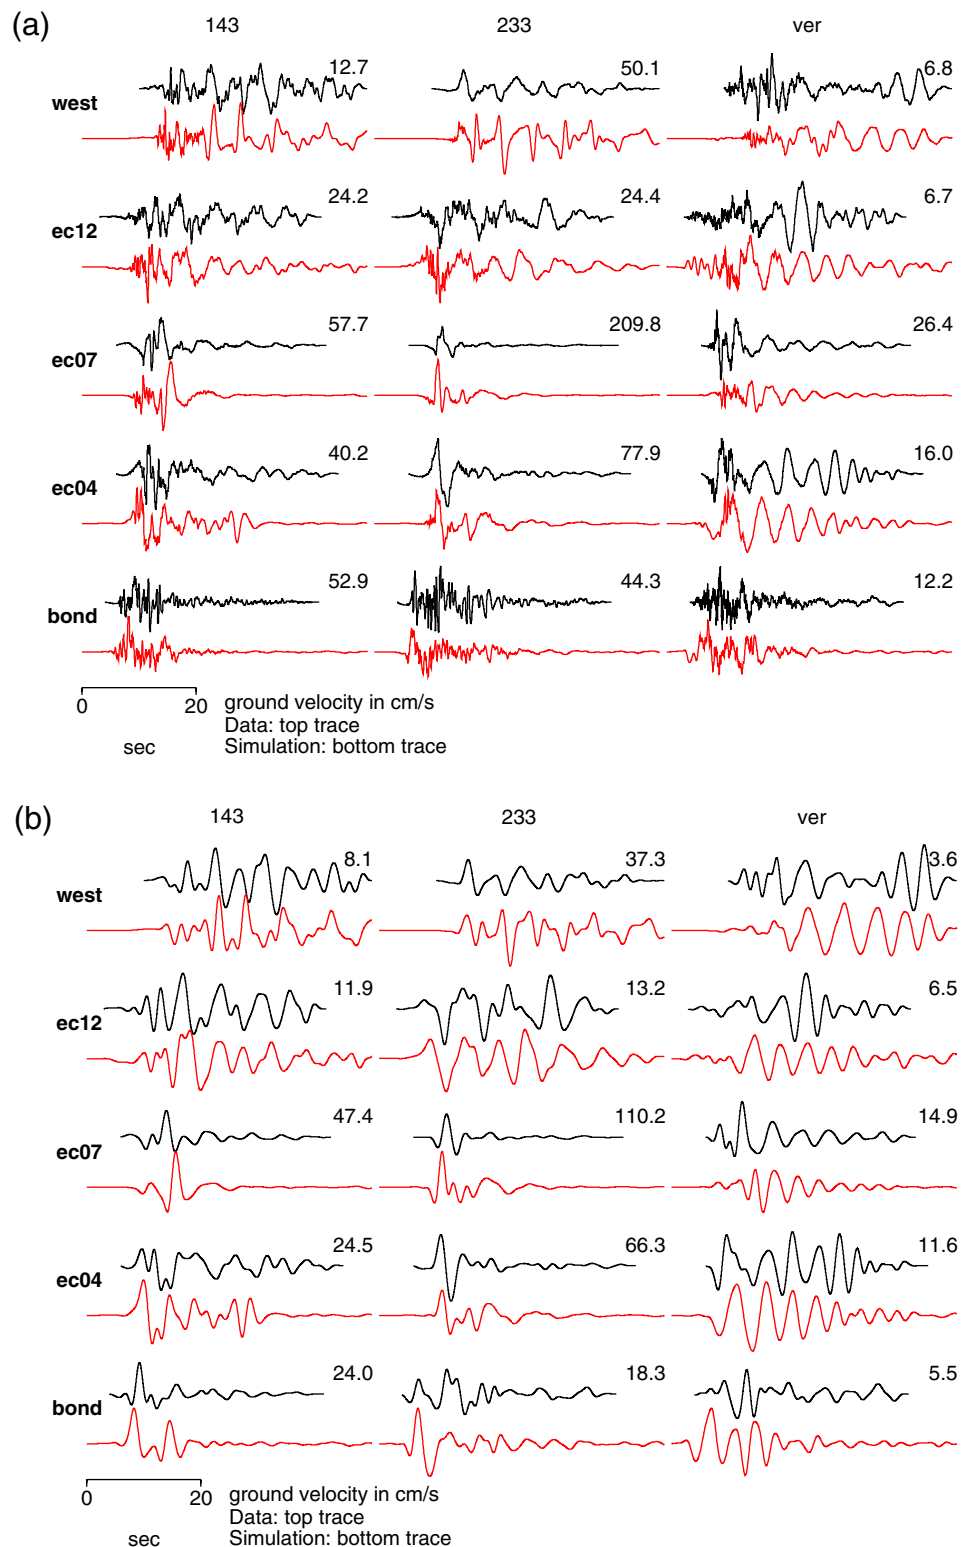 (a)
143 233 ver
west 12.7 50.1 6.8
ec12 24.2 24.4 6.7
ec07 57.7 209.8 26.4
ec04 40.2 77.9 16.0
bond 52.9 44.3 12.2
0 20 ground velocity in cm/s
Data: top trace
sec Simulation: bottom trace
(b)
143 233 ver
west 8.1 37.3 3.6
ec12 11.9 13.2 6.5
ec07 47.4 110.2 14.9
ec04 24.5 66.3 11.6
bond 24.0 18.3 5.5
0 20 ground velocity in cm/s
Data: top trace
sec Simulation: bottom trace